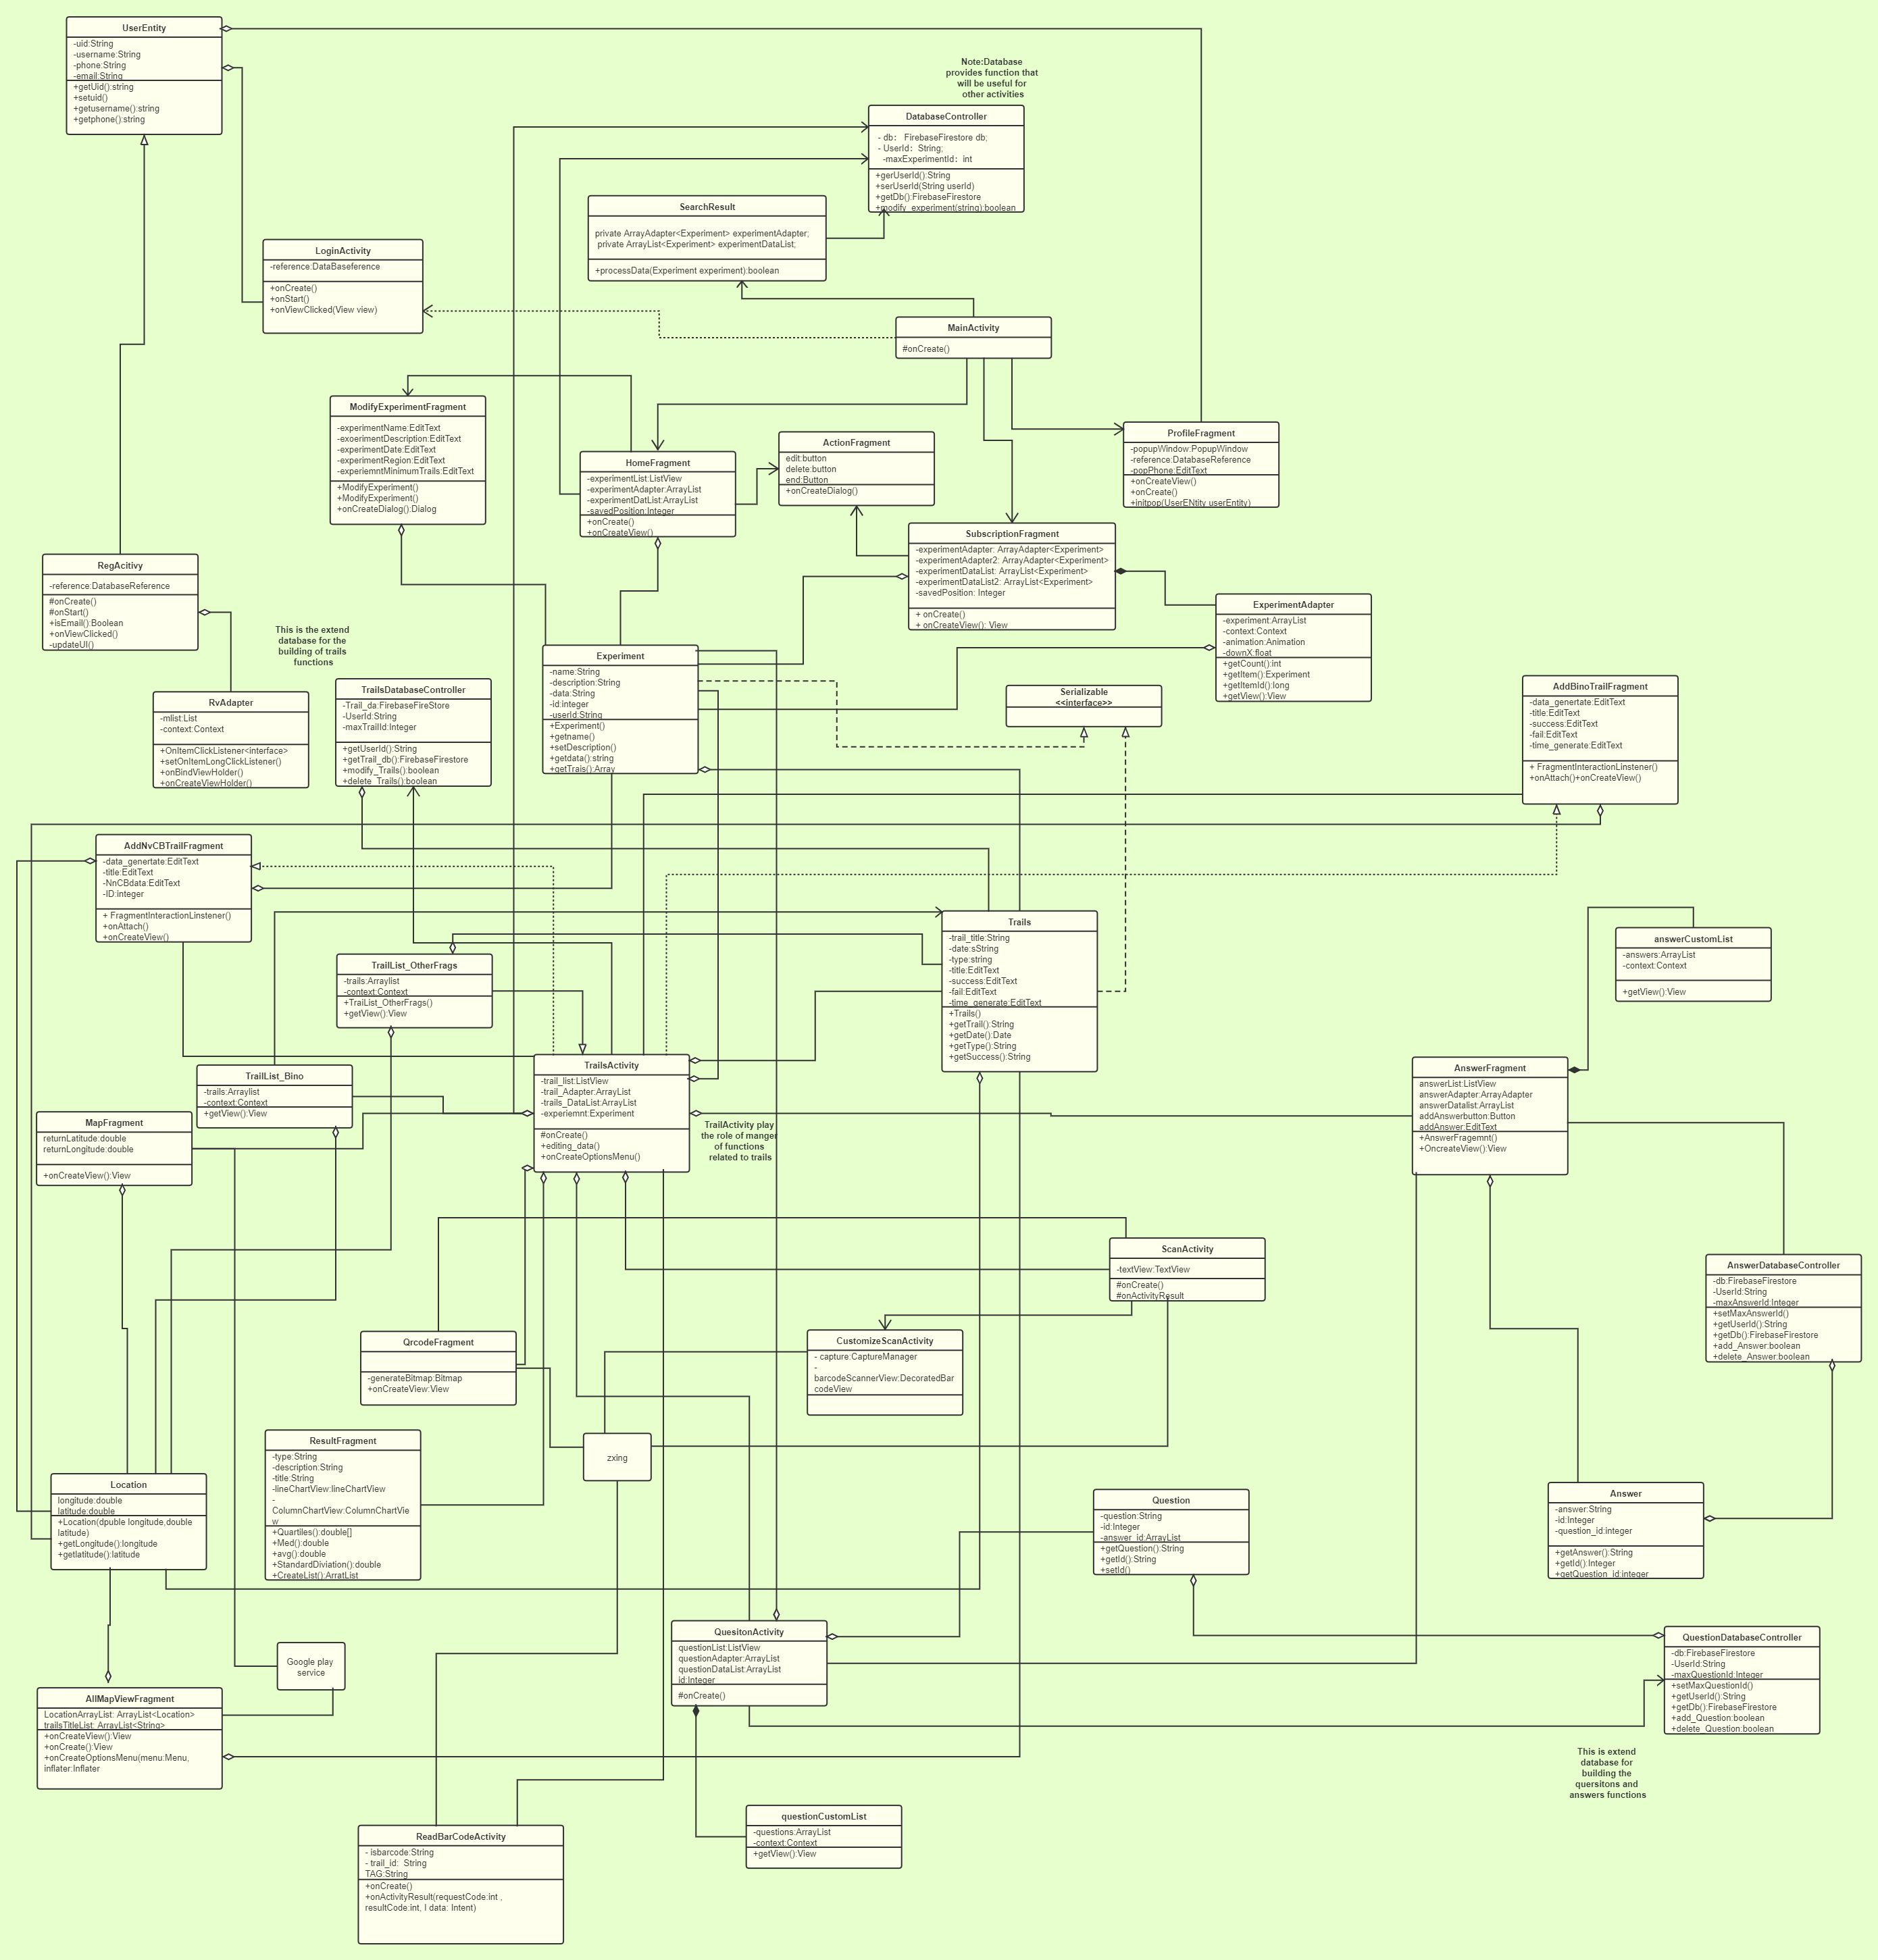 UserEntity
-uid:String
-username:String
-phone:String
-email:String
+getUid():string
+setuid()
+getusername():string
+getphone():string
Note:Database
provides function that
will be useful for
other activities
DatabaseController
- db: FirebaseFirestore db;
- UserId: String;
-maxExperimentId: int
+gerUserId():String
+serUserId(String userId)
+getDb():FirebaseFirestore
+modify_experiment(string):boolean
SearchResult
private ArrayAdapter<Experiment> experimentAdapter;
private ArrayList<Experiment> experimentDataList;
+processData(Experiment experiment):boolean
LoginActivity
-reference:DataBaseference
+onCreate()
+onStart()
+onViewClicked(View view)
MainActivity
#onCreate()
ModifyExperimentFragment
-experimentName:EditText
-exoerimentDescription:EditText
-experimentDate:EditText
-experimentRegion:EditText
-experiemntMinimumTrails:EditText
+ModifyExperiment()
+ModifyExperiment()
+onCreateDialog():Dialog
HomeFragment
-experimentList:ListView
-experimentAdapter:ArrayList
-experimentDatList:ArrayList
-savedPosition:Integer
+onCreate()
+onCreateView()
ActionFragment
edit:button
delete:button
end:Button
+onCreateDialog()
ProfileFragment
-popupWindow:PopupWindow
-reference:DatabaseReference
-popPhone:EditText
+onCreateView()
+onCreate()
+initpop(UserENtity userEntity)
SubscriptionFragment
-experimentAdapter: ArrayAdapter<Experiment>
-experimentAdapter2: ArrayAdapter<Experiment>
-experimentDataList: ArrayList<Experiment>
-experimentDataList2: ArrayList<Experiment>
-savedPosition: Integer
+ onCreate()
+ onCreateView(): View
RegAcitivy
-reference:DatabaseReference
#onCreate()
#onStart()
+isEmail():Boolean
+onViewClicked()
-updateUI()
ExperimentAdapter
-experiment:ArrayList
-context:Context
-animation:Animation
-downX:float
+getCount():int
+getItem():Experiment
+getItemId():long
+getView():View
This is the extend
database for the
building of trails
functions
Experiment
-name:String
-description:String
-data:String
-id:integer
-userId:String
+Experiment()
+getname()
+setDescription()
+getdata():string
+getTrais():Array
RvAdapter
-mlist:List
-context:Context
+OnItemClickListener<interface>
+setOnItemLongClickListener()
+onBindViewHolder()
+onCreateViewHolder()
TrailsDatabaseController
-Trail_da:FirebaseFireStore
-UserId:String
-maxTrailId:Integer
+getUserId():String
+getTrail_db():FirebaseFirestore
+modify_Trails():boolean
+delete_Trails():boolean
Serializable
<<interface>>
AddBinoTrailFragment
-data_genertate:EditText
-title:EditText
-success:EditText
-fail:EditText
-time_generate:EditText
+ FragmentInteractionLinstener()
+onAttach()+onCreateView()
AddNvCBTrailFragment
-data_genertate:EditText
-title:EditText
-NnCBdata:EditText
-ID:integer
+ FragmentInteractionLinstener()
+onAttach()
+onCreateView()
Trails
-trail_title:String
-date:sString
-type:string
-title:EditText
-success:EditText
-fail:EditText
-time_generate:EditText
+Trails()
+getTrail():String
+getDate():Date
+getType():String
+getSuccess():String
answerCustomList
-answers:ArrayList
-context:Context
+getView():View
TrailList_OtherFrags
-trails:Arraylist
-context:Context
+TraiList_OtherFrags()
+getView():View
TrailList_Bino
-trails:Arraylist
-context:Context
+getView():View
TrailsActivity
-trail_list:ListView
-trail_Adapter:ArrayList
-trails_DataList:ArrayList
-experiemnt:Experiment
#onCreate()
+editing_data()
+onCreateOptionsMenu()
TrailActivity play
the role of manger
of functions
related to trails
AnswerFragment
answerList:ListView
answerAdapter:ArrayAdapter
answerDatalist:ArrayList
addAnswerbutton:Button
addAnswer:EditText
+AnswerFragemnt()
+OncreateView():View
MapFragment
returnLatitude:double
returnLongitude:double
+onCreateView():View
ScanActivity
-textView:TextView
#onCreate()
#onActivityResult
AnswerDatabaseController
-db:FirebaseFirestore
-UserId:String
-maxAnswerId:Integer
+setMaxAnswerId()
+getUserId():String
+getDb():FirebaseFirestore
+add_Answer:boolean
+delete_Answer:boolean
QrcodeFragment
-generateBitmap:Bitmap
+onCreateView:View
CustomizeScanActivity
- capture:CaptureManager
-
barcodeScannerView:DecoratedBar
codeView
ResultFragment
-type:String
-description:String
-title:String
-lineChartView:lineChartView
-
ColumnChartView:ColumnChartVie
w
+Quartiles():double[]
+Med():double
+avg():double
+StandardDiviation():double
+CreateList():ArratList
zxing
Location
longitude:double
latitude:double
+Location(dpuble longitude,double
latitude)
+getLongitude():longitude
+getlatitude():latitude
Question
-question:String
-id:Integer
-answer_id:ArrayList
+getQuestion():String
+getId():String
+setId()
Answer
-answer:String
-id:Integer
-question_id:integer
+getAnswer():String
+getId():Integer
+getQuestion_id:integer
QuesitonActivity
questionList:ListView
questionAdapter:ArrayList
questionDataList:ArrayList
id:Integer
#onCreate()
QuestionDatabaseController
-db:FirebaseFirestore
-UserId:String
-maxQuestionId:Integer
+setMaxQuestionId()
+getUserId():String
+getDb():FirebaseFirestore
+add_Question:boolean
+delete_Question:boolean
Google play
service
AllMapViewFragment
LocationArrayList: ArrayList<Location>
trailsTitleList: ArrayList<String>
+onCreateView():View
+onCreate():View
+onCreateOptionsMenu(menu:Menu,
inflater:Inflater
This is extend
database for
building the
quersitons and
answers functions
questionCustomList
-questions:ArrayList
-context:Context
+getView():View
ReadBarCodeActivity
- isbarcode:String
- trail_id: String
TAG:String
+onCreate()
+onActivityResult(requestCode:int ,
resultCode:int, I data: Intent)